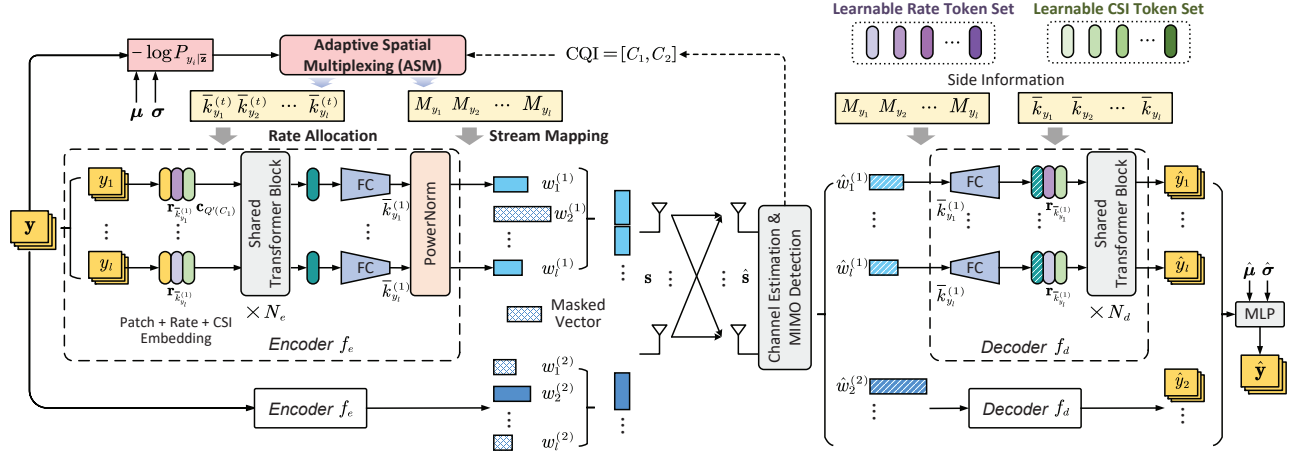 Learnable Rate Token Set
Learnable CSI Token Set
− log P_{y_i|z̄}
Adaptive Spatial
Multiplexing (ASM)
CQI = [C_1, C_2]
μ σ
k̄_{y_1}^{(t)} k̄_{y_2}^{(t)} ⋯ k̄_{y_l}^{(t)}
M_{y_1} M_{y_2} ⋯ M_{y_l}
Side Information
M_{y_1} M_{y_2} ⋯ M_{y_l}
k̄_{y_1} k̄_{y_2} ⋯ k̄_{y_l}
Rate Allocation
Stream Mapping
y
y_1
r_{k̄_{y_1}^{(1)}}
c_{Q'(C_1)}
Shared
Transformer Block
FC
k̄_{y_1}^{(1)}
PowerNorm
y_l
r_{k̄_{y_l}^{(1)}}
FC
k̄_{y_l}^{(1)}
× N_e
Patch + Rate + CSI
Embedding
Encoder f_e
w_1^{(1)}
w_2^{(1)}
w_l^{(1)}
Masked
Vector
w_1^{(2)}
w_2^{(2)}
w_l^{(2)}
Encoder f_e
s
ŝ
Channel Estimation &
MIMO Detection
ŵ_1^{(1)}
FC
k̄_{y_1}^{(1)}
r_{k̄_{y_1}^{(1)}}
Shared
Transformer Block
ŷ_1
ŵ_l^{(1)}
FC
k̄_{y_l}^{(1)}
r_{k̄_{y_l}^{(1)}}
ŷ_l
× N_d
Decoder f_d
ŵ_2^{(2)}
Decoder f_d
ŷ_2
μ̂ σ̂
MLP
ŷ